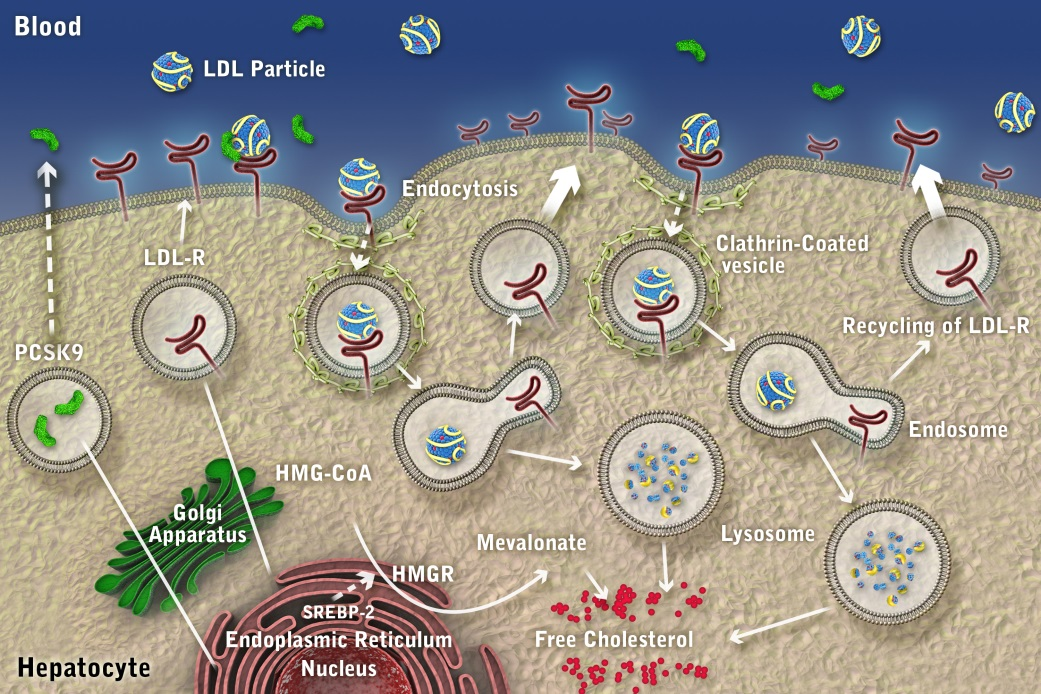 Blood
LDL Particle
Endocytosis
LDL-R
Clathrin-Coated
vesicle
Recycling of LDL-R
PCSK9
Endosome
HMG-CoA
Golgi
Apparatus
Lysosome
Mevalonate
HMGR
SREBP-2
Endoplasmic Reticulum
Free Cholesterol
Nucleus
Hepatocyte